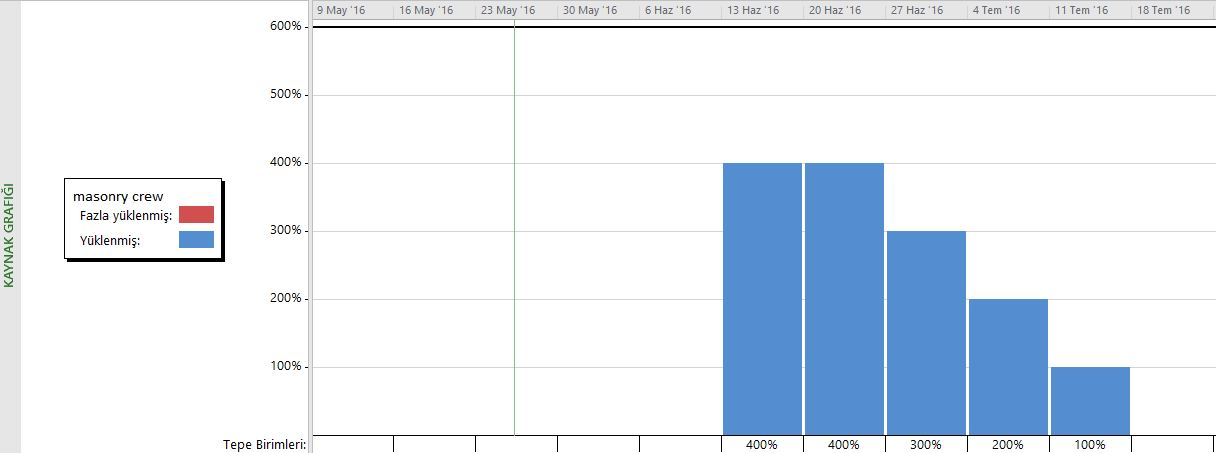 9 May '16 16 May '16 23 May '16 30 May '16 6 Haz '16 13 Haz '16 20 Haz '16 27 Haz '16 4 Tem '16 11 Tem '16 18 Tem '16
600%
500%
400%
300%
200%
100%
KAYNAK GRAFIĞI
masonry crew
Fazla yüklenmiş:
Yüklenmiş:
Tepe Birimleri: 400% 400% 300% 200% 100%